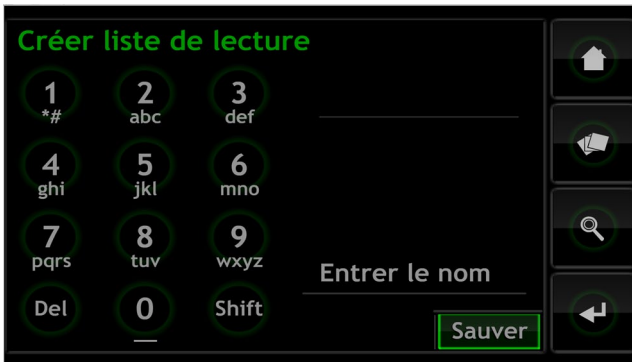 Créer liste de lecture
1 2 3
*# abc def
4 5 6
ghi jkl mno
7 8 9
pqrs tuv wxyz
Entrer le nom
Del 0 Shift
_
Sauver